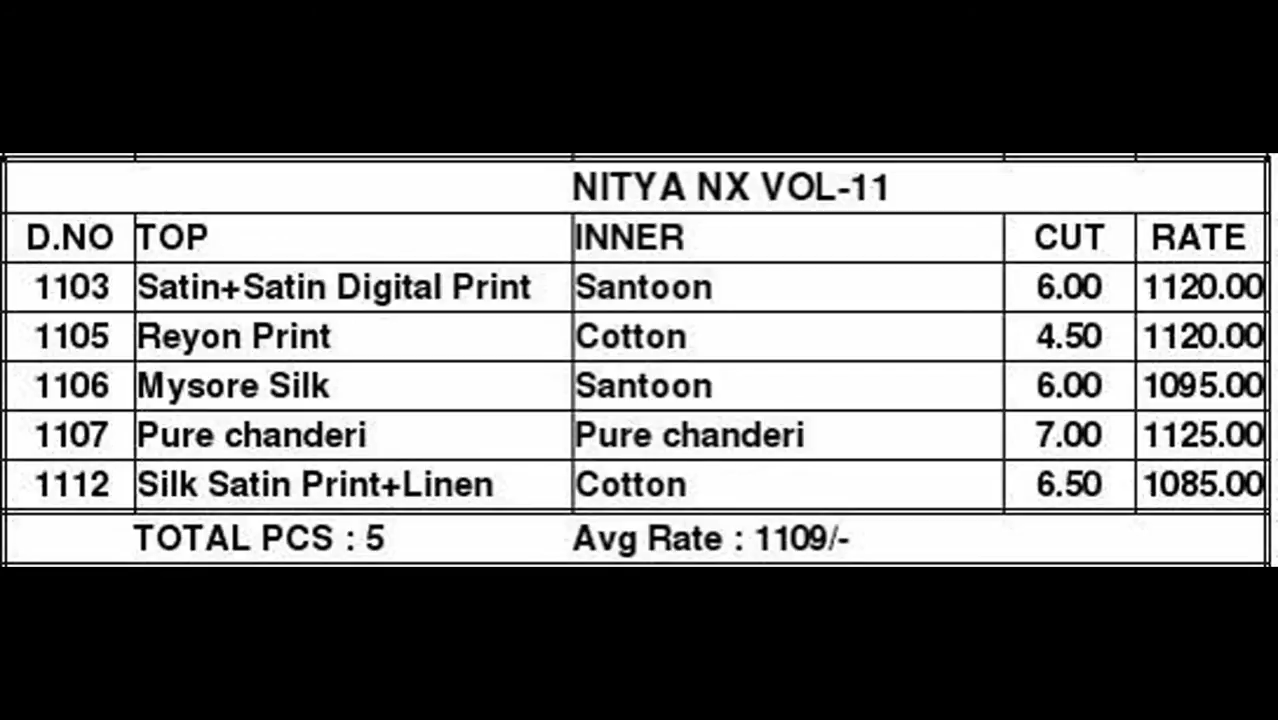 NITYA NX VOL-11
D.NO TOP INNER CUT RATE
1103 Satin+Satin Digital Print Santoon 6.00 1120.00
1105 Reyon Print Cotton 4.50 1120.00
1106 Mysore Silk Santoon 6.00 1095.00
1107 Pure chanderi Pure chanderi 7.00 1125.00
1112 Silk Satin Print+Linen Cotton 6.50 1085.00
TOTAL PCS : 5 Avg Rate : 1109/-